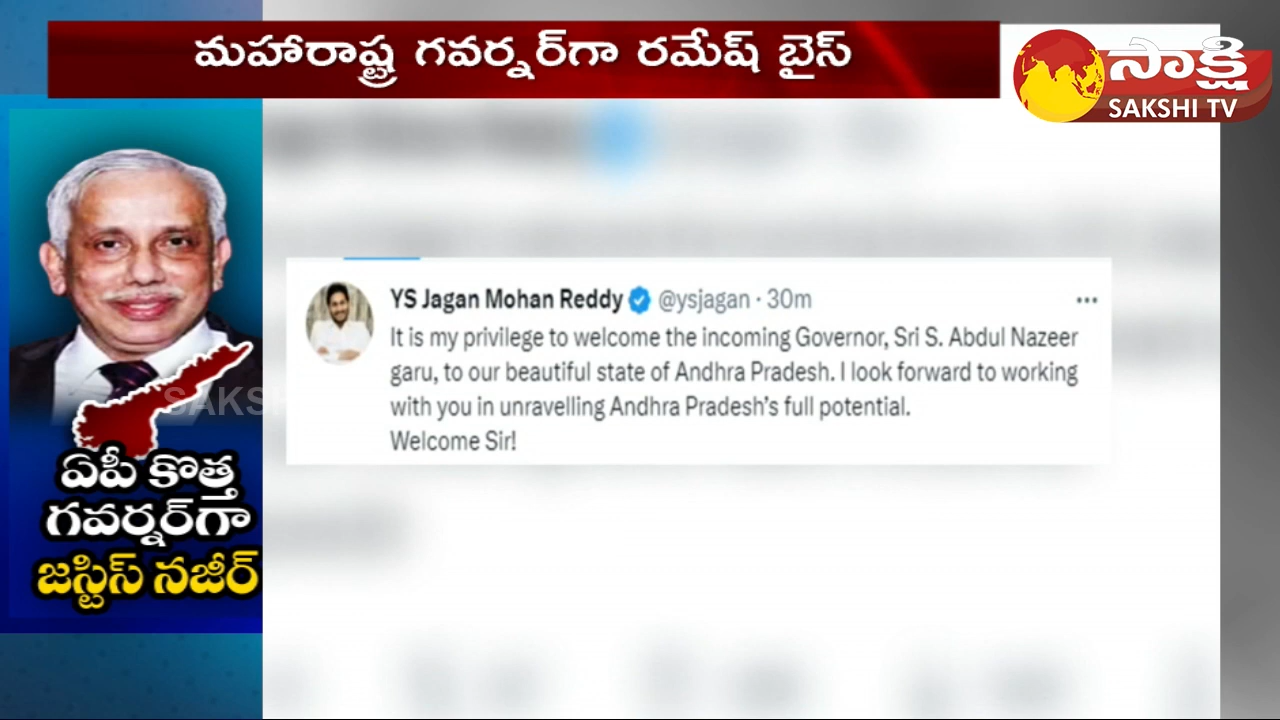 మహారాష్ట్ర గవర్నర్‌గా రమేష్ బైస్
సాక్షి
SAKSHI TV
YS Jagan Mohan Reddy @ysjagan · 30m
It is my privilege to welcome the incoming Governor, Sri S. Abdul Nazeer
garu, to our beautiful state of Andhra Pradesh. I look forward to working
with you in unravelling Andhra Pradesh's full potential.
Welcome Sir!
ఏపీ కొత్త
గవర్నర్‌గా
జస్టిస్ నజీర్